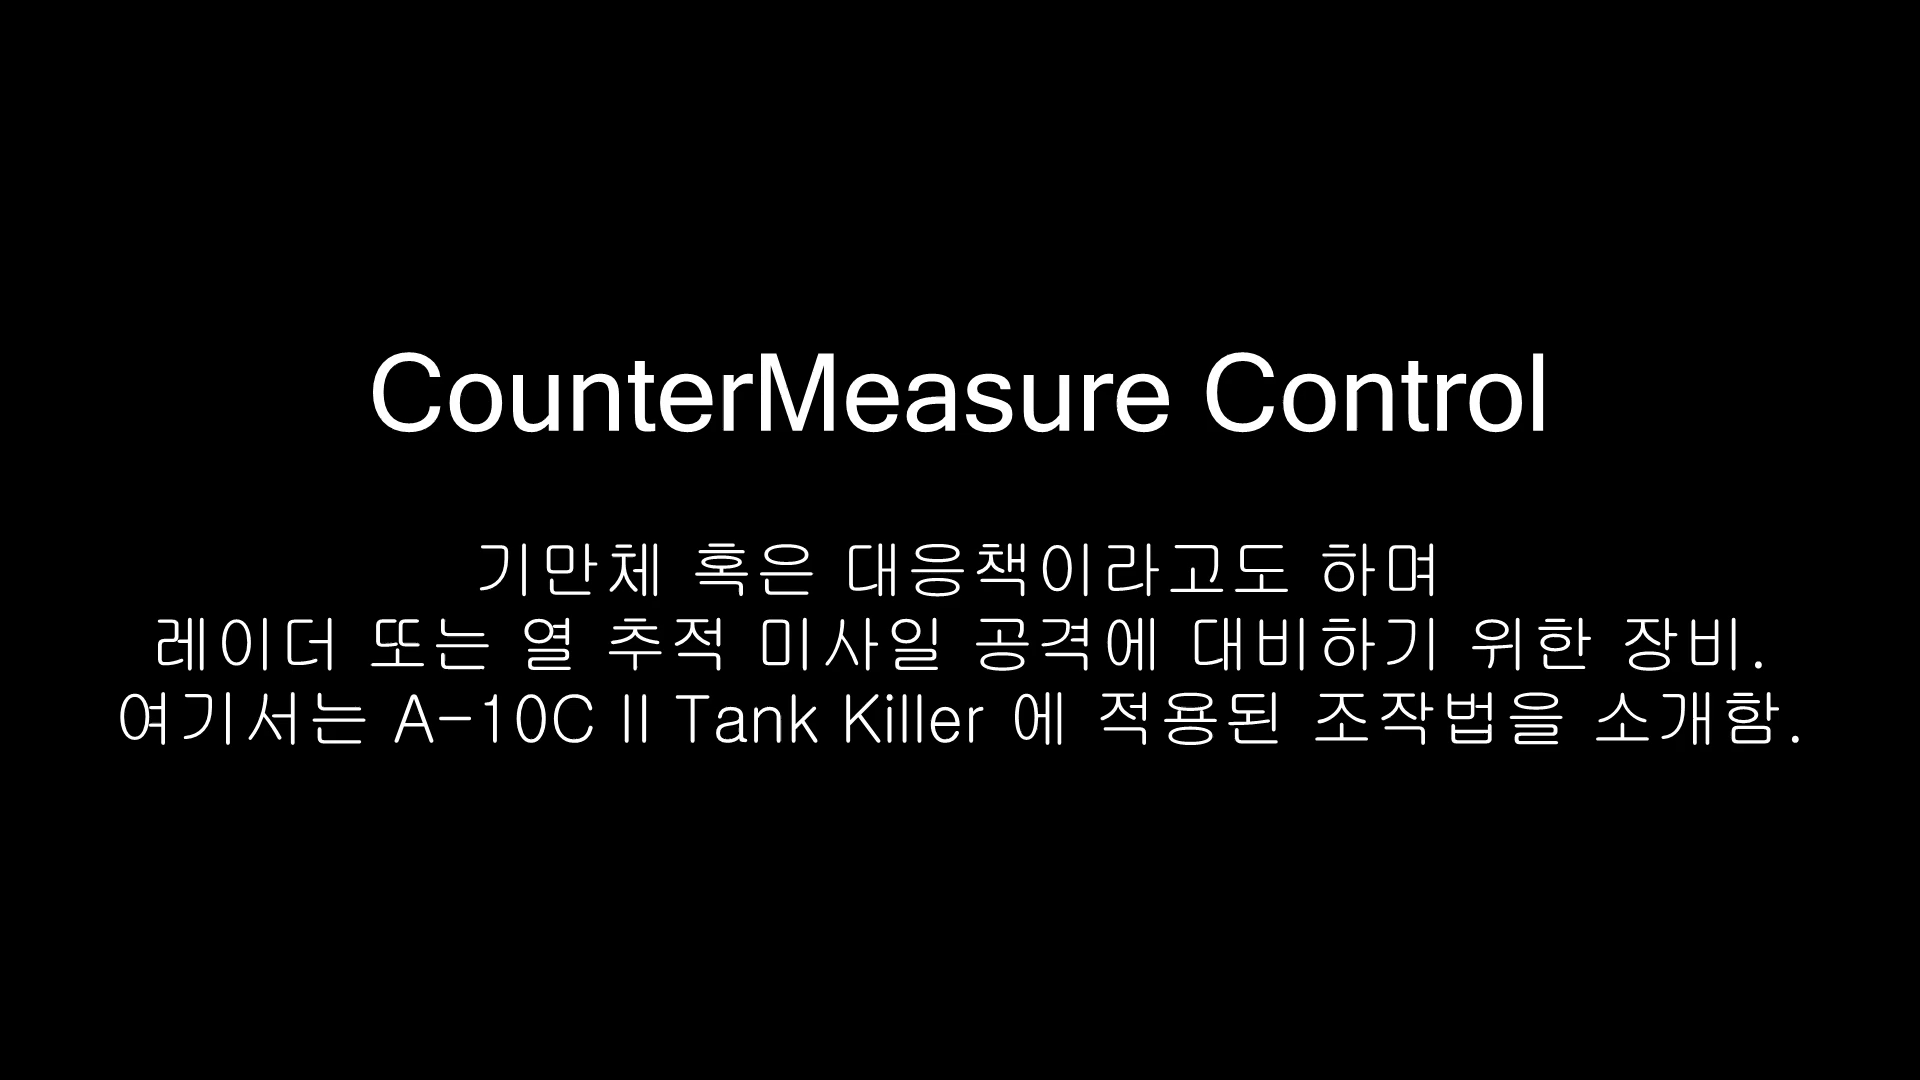 CounterMeasure Control
기만체 혹은 대응책이라고도 하며
레이더 또는 열 추적 미사일 공격에 대비하기 위한 장비.
여기서는 A-10C II Tank Killer 에 적용된 조작법을 소개함.